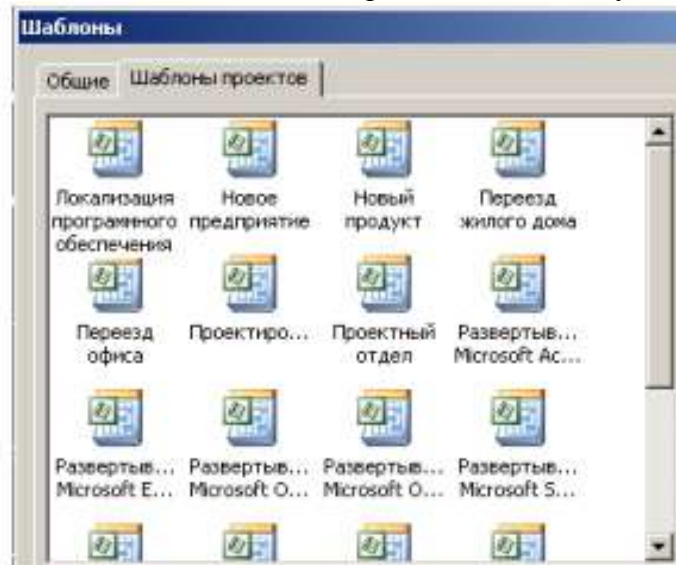 Шаблоны
Общие Шаблоны проектов
Локализация Новое Новый Переезд
программного предприятие продукт жилого дома
обеспечения
Переезд Проектиро... Проектный Развертыв...
офиса отдел Microsoft Ac...
Развертыв... Развертыв... Развертыв... Развертыв...
Microsoft E... Microsoft O... Microsoft O... Microsoft S...